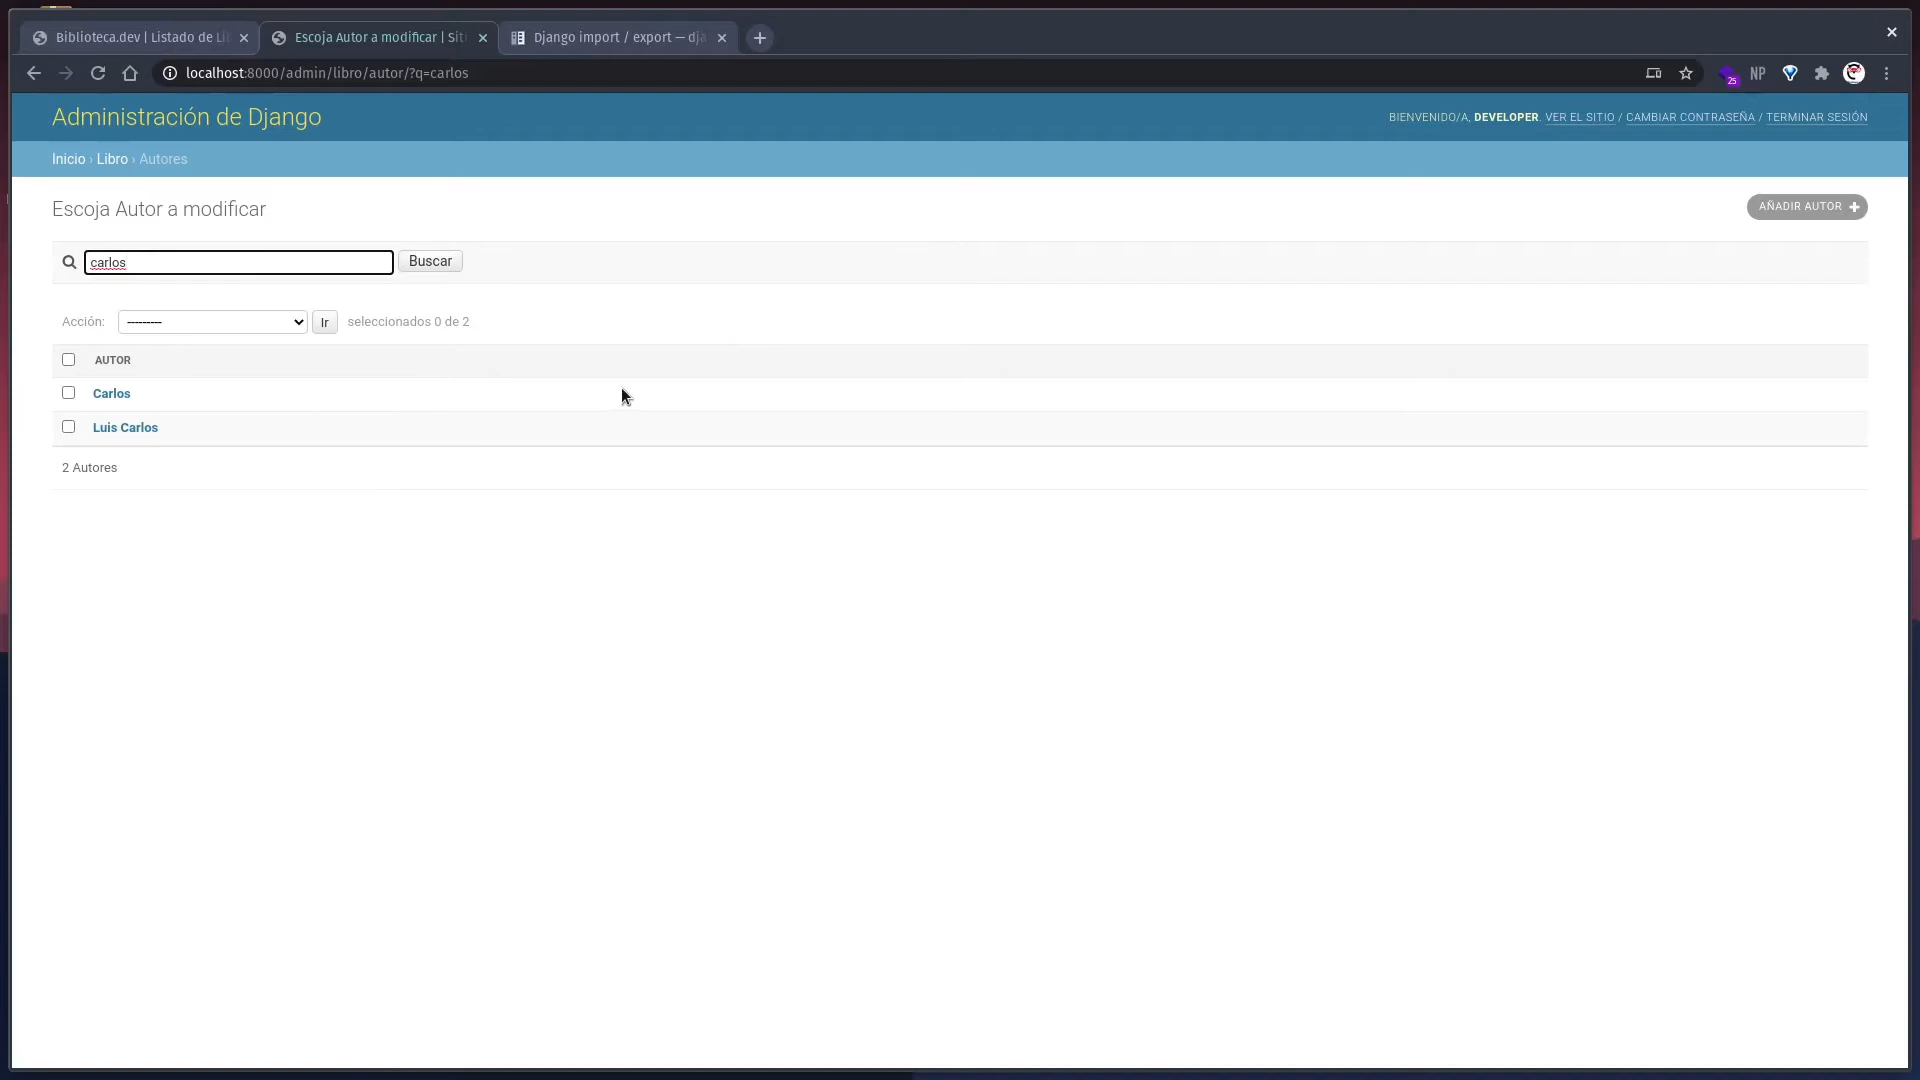 Biblioteca.dev | Listado de Li
Escoja Autor a modificar | Siti
Django import / export — dja
localhost:8000/admin/libro/autor/?q=carlos
25
NP
Administración de Django
BIENVENIDO/A, DEVELOPER. VER EL SITIO / CAMBIAR CONTRASEÑA / TERMINAR SESIÓN
Inicio › Libro › Autores
Escoja Autor a modificar
AÑADIR AUTOR +
carlos
Buscar
Acción: --------- Ir seleccionados 0 de 2
AUTOR
Carlos
Luis Carlos
2 Autores